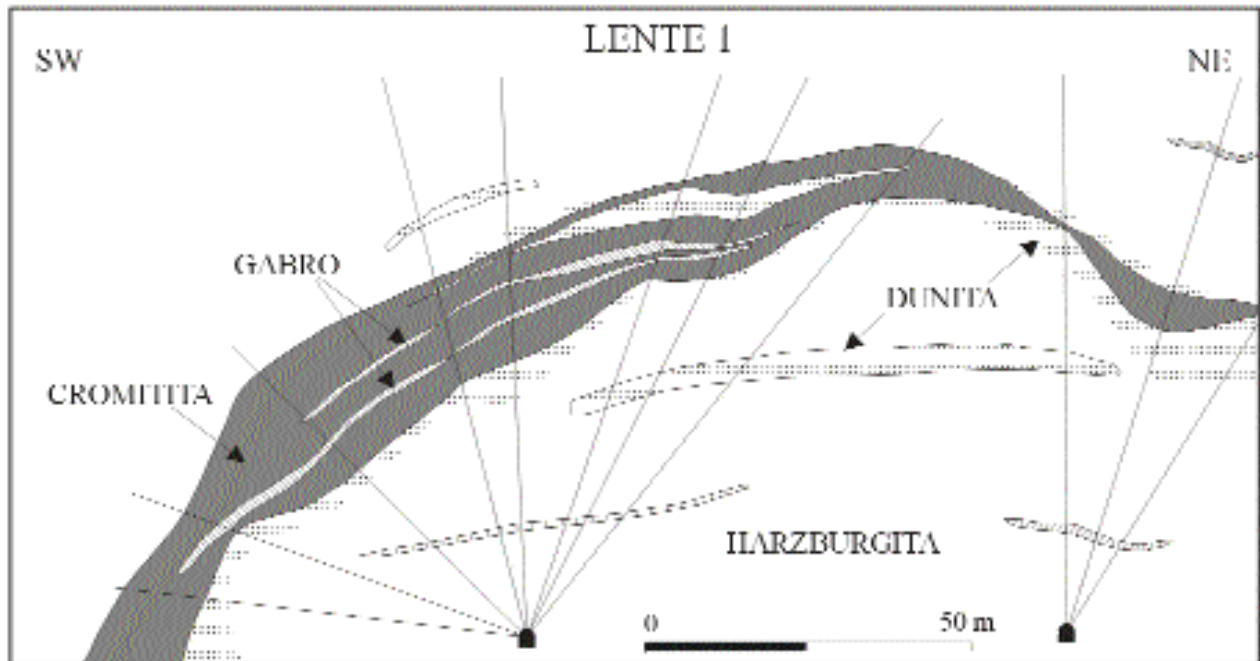 LENTE 1
SW
NE
GABRO
DUNITA
CROMITITA
HARZBURGITA
0
50 m